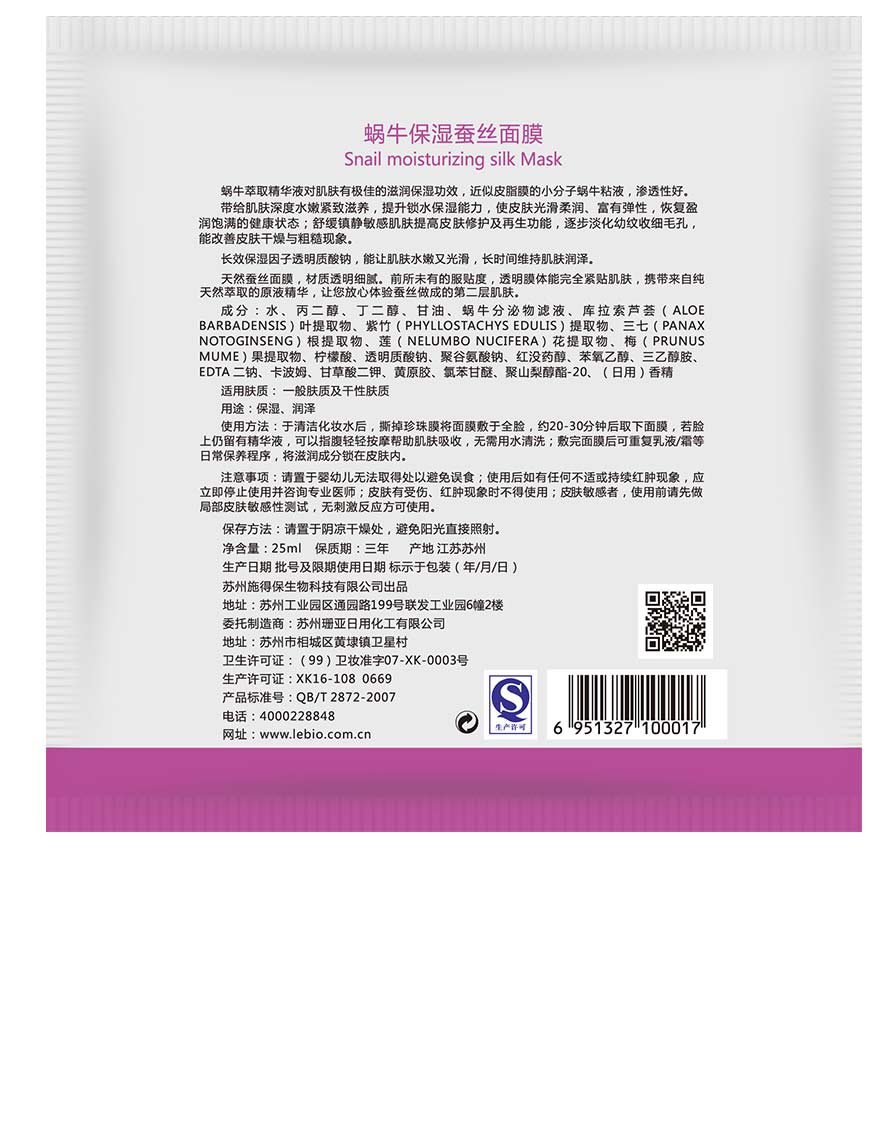 蜗牛保湿蚕丝面膜
Snail moisturizing silk Mask
蜗牛萃取精华液对肌肤有极佳的滋润保湿功效，近似皮脂膜的小分子蜗牛粘液，渗透性好。
带给肌肤深度水嫩紧致滋养，提升锁水保湿能力，使皮肤光滑柔润、富有弹性，恢复盈
润饱满的健康状态；舒缓镇静敏感肌肤提高皮肤修护及再生功能，逐步淡化幼纹收细毛孔，
能改善皮肤干燥与粗糙现象。
长效保湿因子透明质酸钠，能让肌肤水嫩又光滑，长时间维持肌肤润泽。
天然蚕丝面膜，材质透明细腻。前所未有的服贴度，透明膜体能完全紧贴肌肤，携带来自纯
天然萃取的原液精华，让您放心体验蚕丝做成的第二层肌肤。
成分：水、丙二醇、丁二醇、甘油、蜗牛分泌物滤液、库拉索芦荟（ALOE
BARBADENSIS）叶提取物、紫竹（PHYLLOSTACHYS EDULIS）提取物、三七（PANAX
NOTOGINSENG）根提取物、莲（NELUMBO NUCIFERA）花提取物、梅（PRUNUS
MUME）果提取物、柠檬酸、透明质酸钠、聚谷氨酸钠、红没药醇、苯氧乙醇、三乙醇胺、
EDTA 二钠、卡波姆、甘草酸二钾、黄原胶、氯苯甘醚、聚山梨醇酯-20、（日用）香精
适用肤质：一般肤质及干性肤质
用途：保湿、润泽
使用方法：于清洁化妆水后，撕掉珍珠膜将面膜敷于全脸，约20-30分钟后取下面膜，若脸
上仍留有精华液，可以指腹轻轻按摩帮助肌肤吸收，无需用水清洗；敷完面膜后可重复乳液/霜等
日常保养程序，将滋润成分锁在皮肤内。
注意事项：请置于婴幼儿无法取得处以避免误食；使用后如有任何不适或持续红肿现象，应
立即停止使用并咨询专业医师；皮肤有受伤、红肿现象时不得使用；皮肤敏感者，使用前请先做
局部皮肤敏感性测试，无刺激反应方可使用。
保存方法：请置于阴凉干燥处，避免阳光直接照射。
净含量：25ml 保质期：三年 产地 江苏苏州
生产日期 批号及限期使用日期 标示于包装（年/月/日）
苏州施得保生物科技有限公司出品
地址：苏州工业园区通园路199号联发工业园6幢2楼
委托制造商：苏州珊亚日用化工有限公司
地址：苏州市相城区黄埭镇卫星村
卫生许可证：（99）卫妆准字07-XK-0003号
生产许可证：XK16-108 0669
产品标准号：QB/T 2872-2007
电话：4000228848
网址：www.lebio.com.cn
生产许可
6 951327 100017